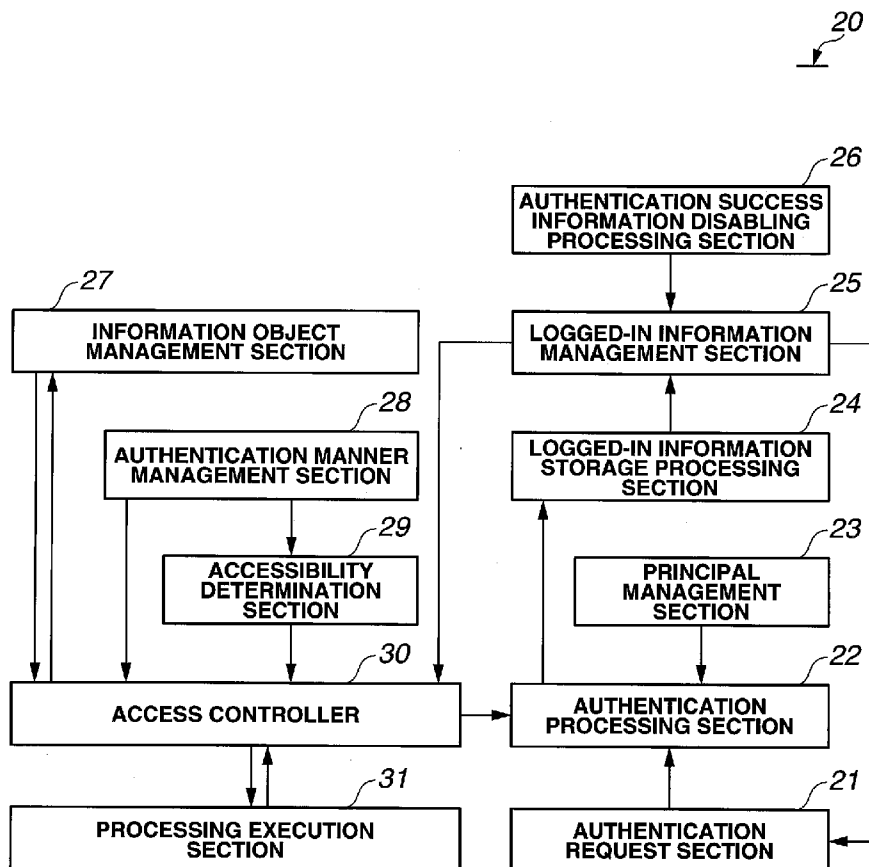 20
26
AUTHENTICATION SUCCESS
INFORMATION DISABLING
PROCESSING SECTION
27
INFORMATION OBJECT
MANAGEMENT SECTION
25
LOGGED-IN INFORMATION
MANAGEMENT SECTION
28
AUTHENTICATION MANNER
MANAGEMENT SECTION
24
LOGGED-IN INFORMATION
STORAGE PROCESSING
SECTION
29
ACCESSIBILITY
DETERMINATION
SECTION
23
PRINCIPAL
MANAGEMENT
SECTION
30
ACCESS CONTROLLER
22
AUTHENTICATION
PROCESSING SECTION
31
PROCESSING EXECUTION
SECTION
21
AUTHENTICATION
REQUEST SECTION